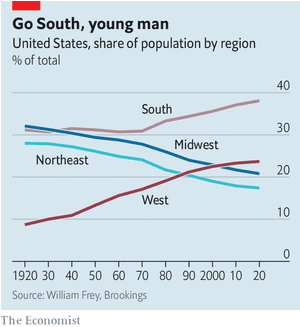 Go South, young man
United States, share of population by region
% of total
40
South
30
Midwest
Northeast
20
West
10
0
1920 30 40 50 60 70 80 90 2000 10 20
Source: William Frey, Brookings
The Economist